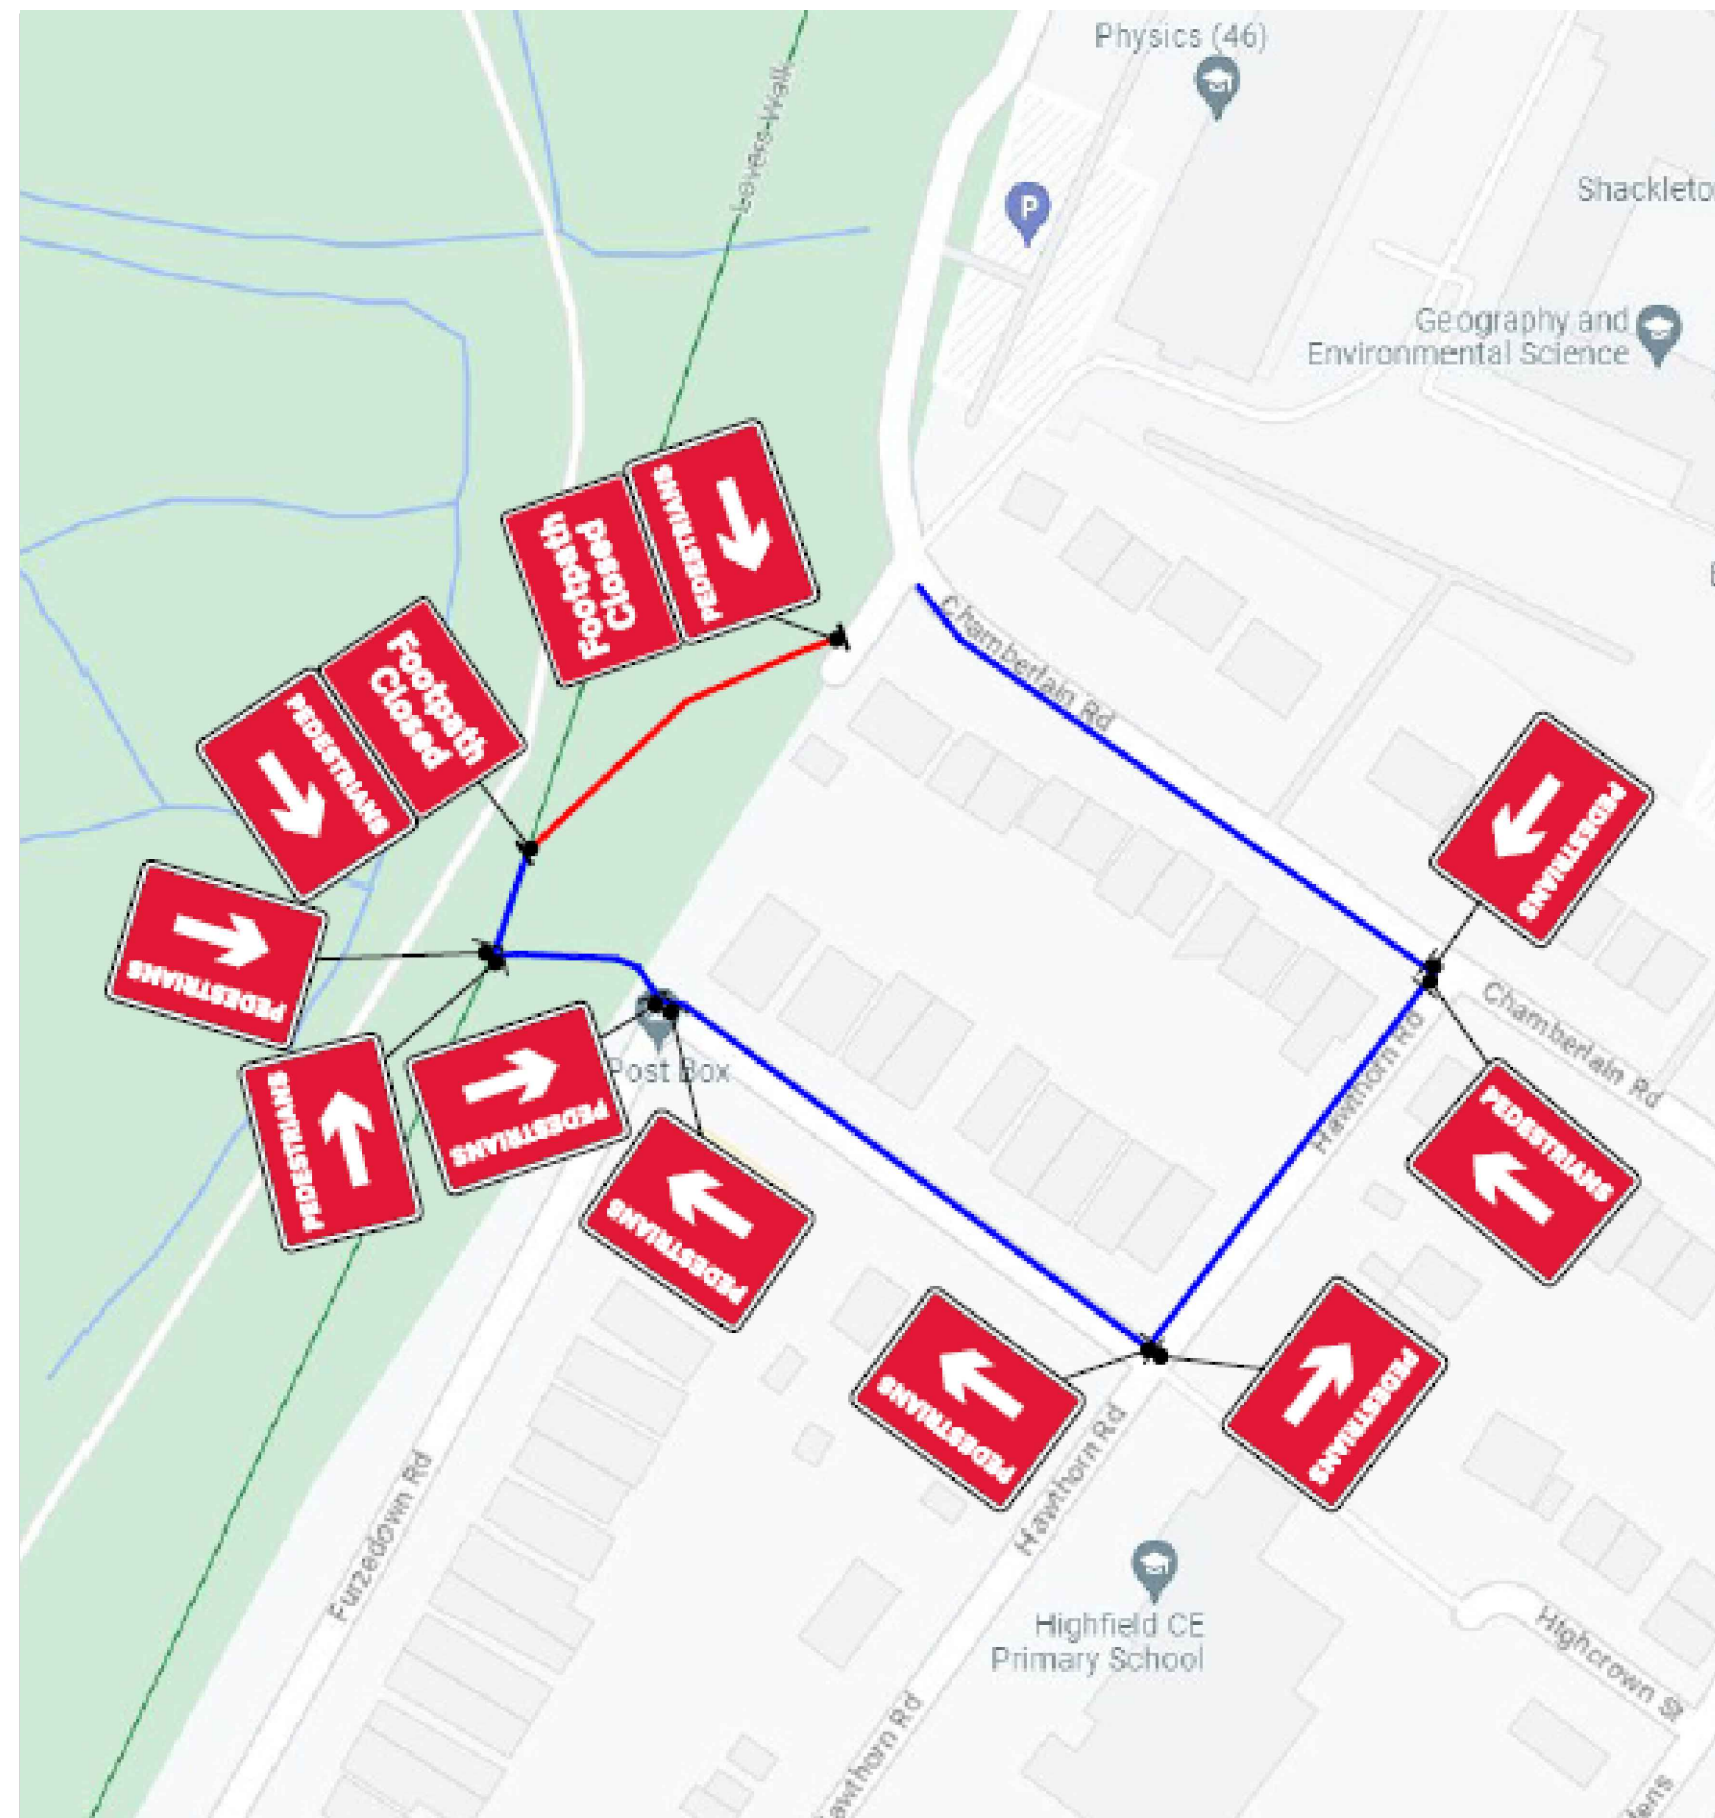 Physics (46)
Lovers Walk
P
Shackleto
Geography and
Environmental Science
PEDESTRIANS
Footpath
Closed
Footpath
Closed
PEDESTRIANS
Chamberlain Rd
PEDESTRIANS
PEDESTRIANS
Chamberlain Rd
Hawthorn Rd
PEDESTRIANS
PEDESTRIANS
Post Box
PEDESTRIANS
PEDESTRIANS
PEDESTRIANS
PEDESTRIANS
Hawthorn Rd
Furzedown Rd
Highfield CE
Primary School
Highcrown St
awthorn Rd